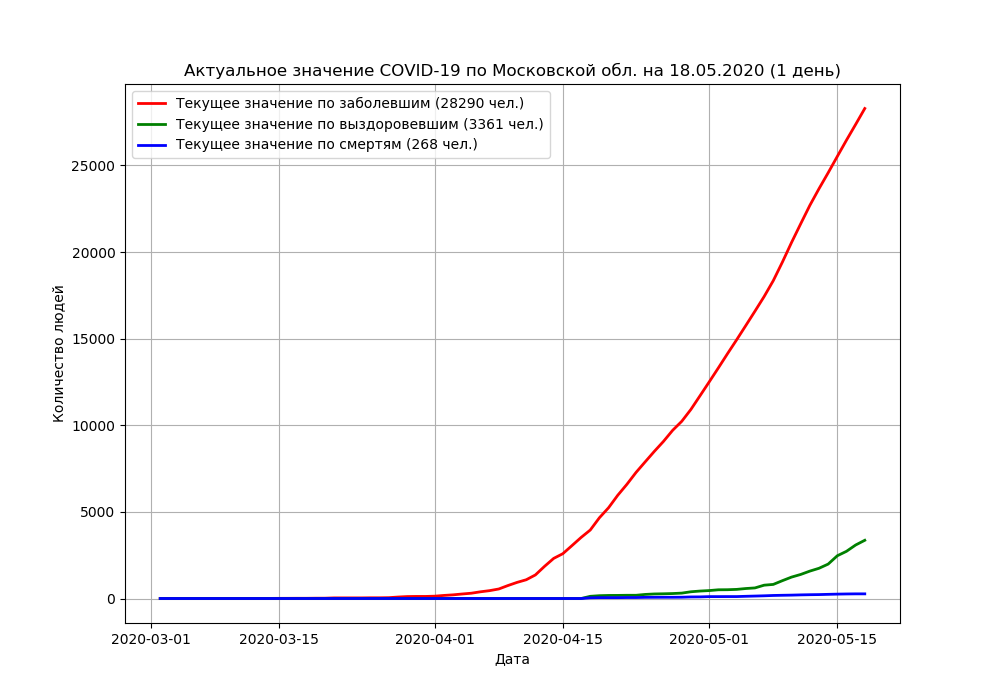 Актуальное значение COVID-19 по Московской обл. на 18.05.2020 (1 день)
Текущее значение по заболевшим (28290 чел.)
Текущее значение по выздоровевшим (3361 чел.)
Текущее значение по смертям (268 чел.)
Количество людей
25000
20000
15000
10000
5000
0
2020-03-01 2020-03-15 2020-04-01 2020-04-15 2020-05-01 2020-05-15
Дата